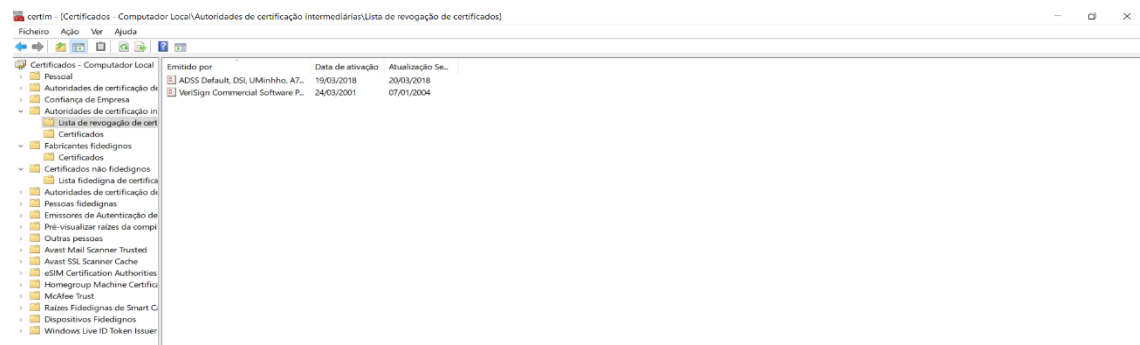 certlm - [Certificados - Computador Local\Autoridades de certificação intermediárias\Lista de revogação de certificados]
Ficheiro Ação Ver Ajuda
Certificados - Computador Local
Pessoal
Autoridades de certificação de
Confiança de Empresa
Autoridades de certificação in
Lista de revogação de cert
Certificados
Fabricantes fidedignos
Certificados
Certificados não fidedignos
Lista fidedigna de certifica
Autoridades de certificação de
Pessoas fidedignas
Emissores de Autenticação de
Pré-visualizar raízes da compi
Outras pessoas
Avast Mail Scanner Trusted
Avast SSL Scanner Cache
eSIM Certification Authorities
Homegroup Machine Certifica
McAfee Trust
Raízes Fidedignas de Smart Ca
Dispositivos Fidedignos
Windows Live ID Token Issuer
Emitido por Data de ativação Atualização Se...
ADSS Default, DSI, UMinhho, A7... 19/03/2018 20/03/2018
VeriSign Commercial Software P... 24/03/2001 07/01/2004